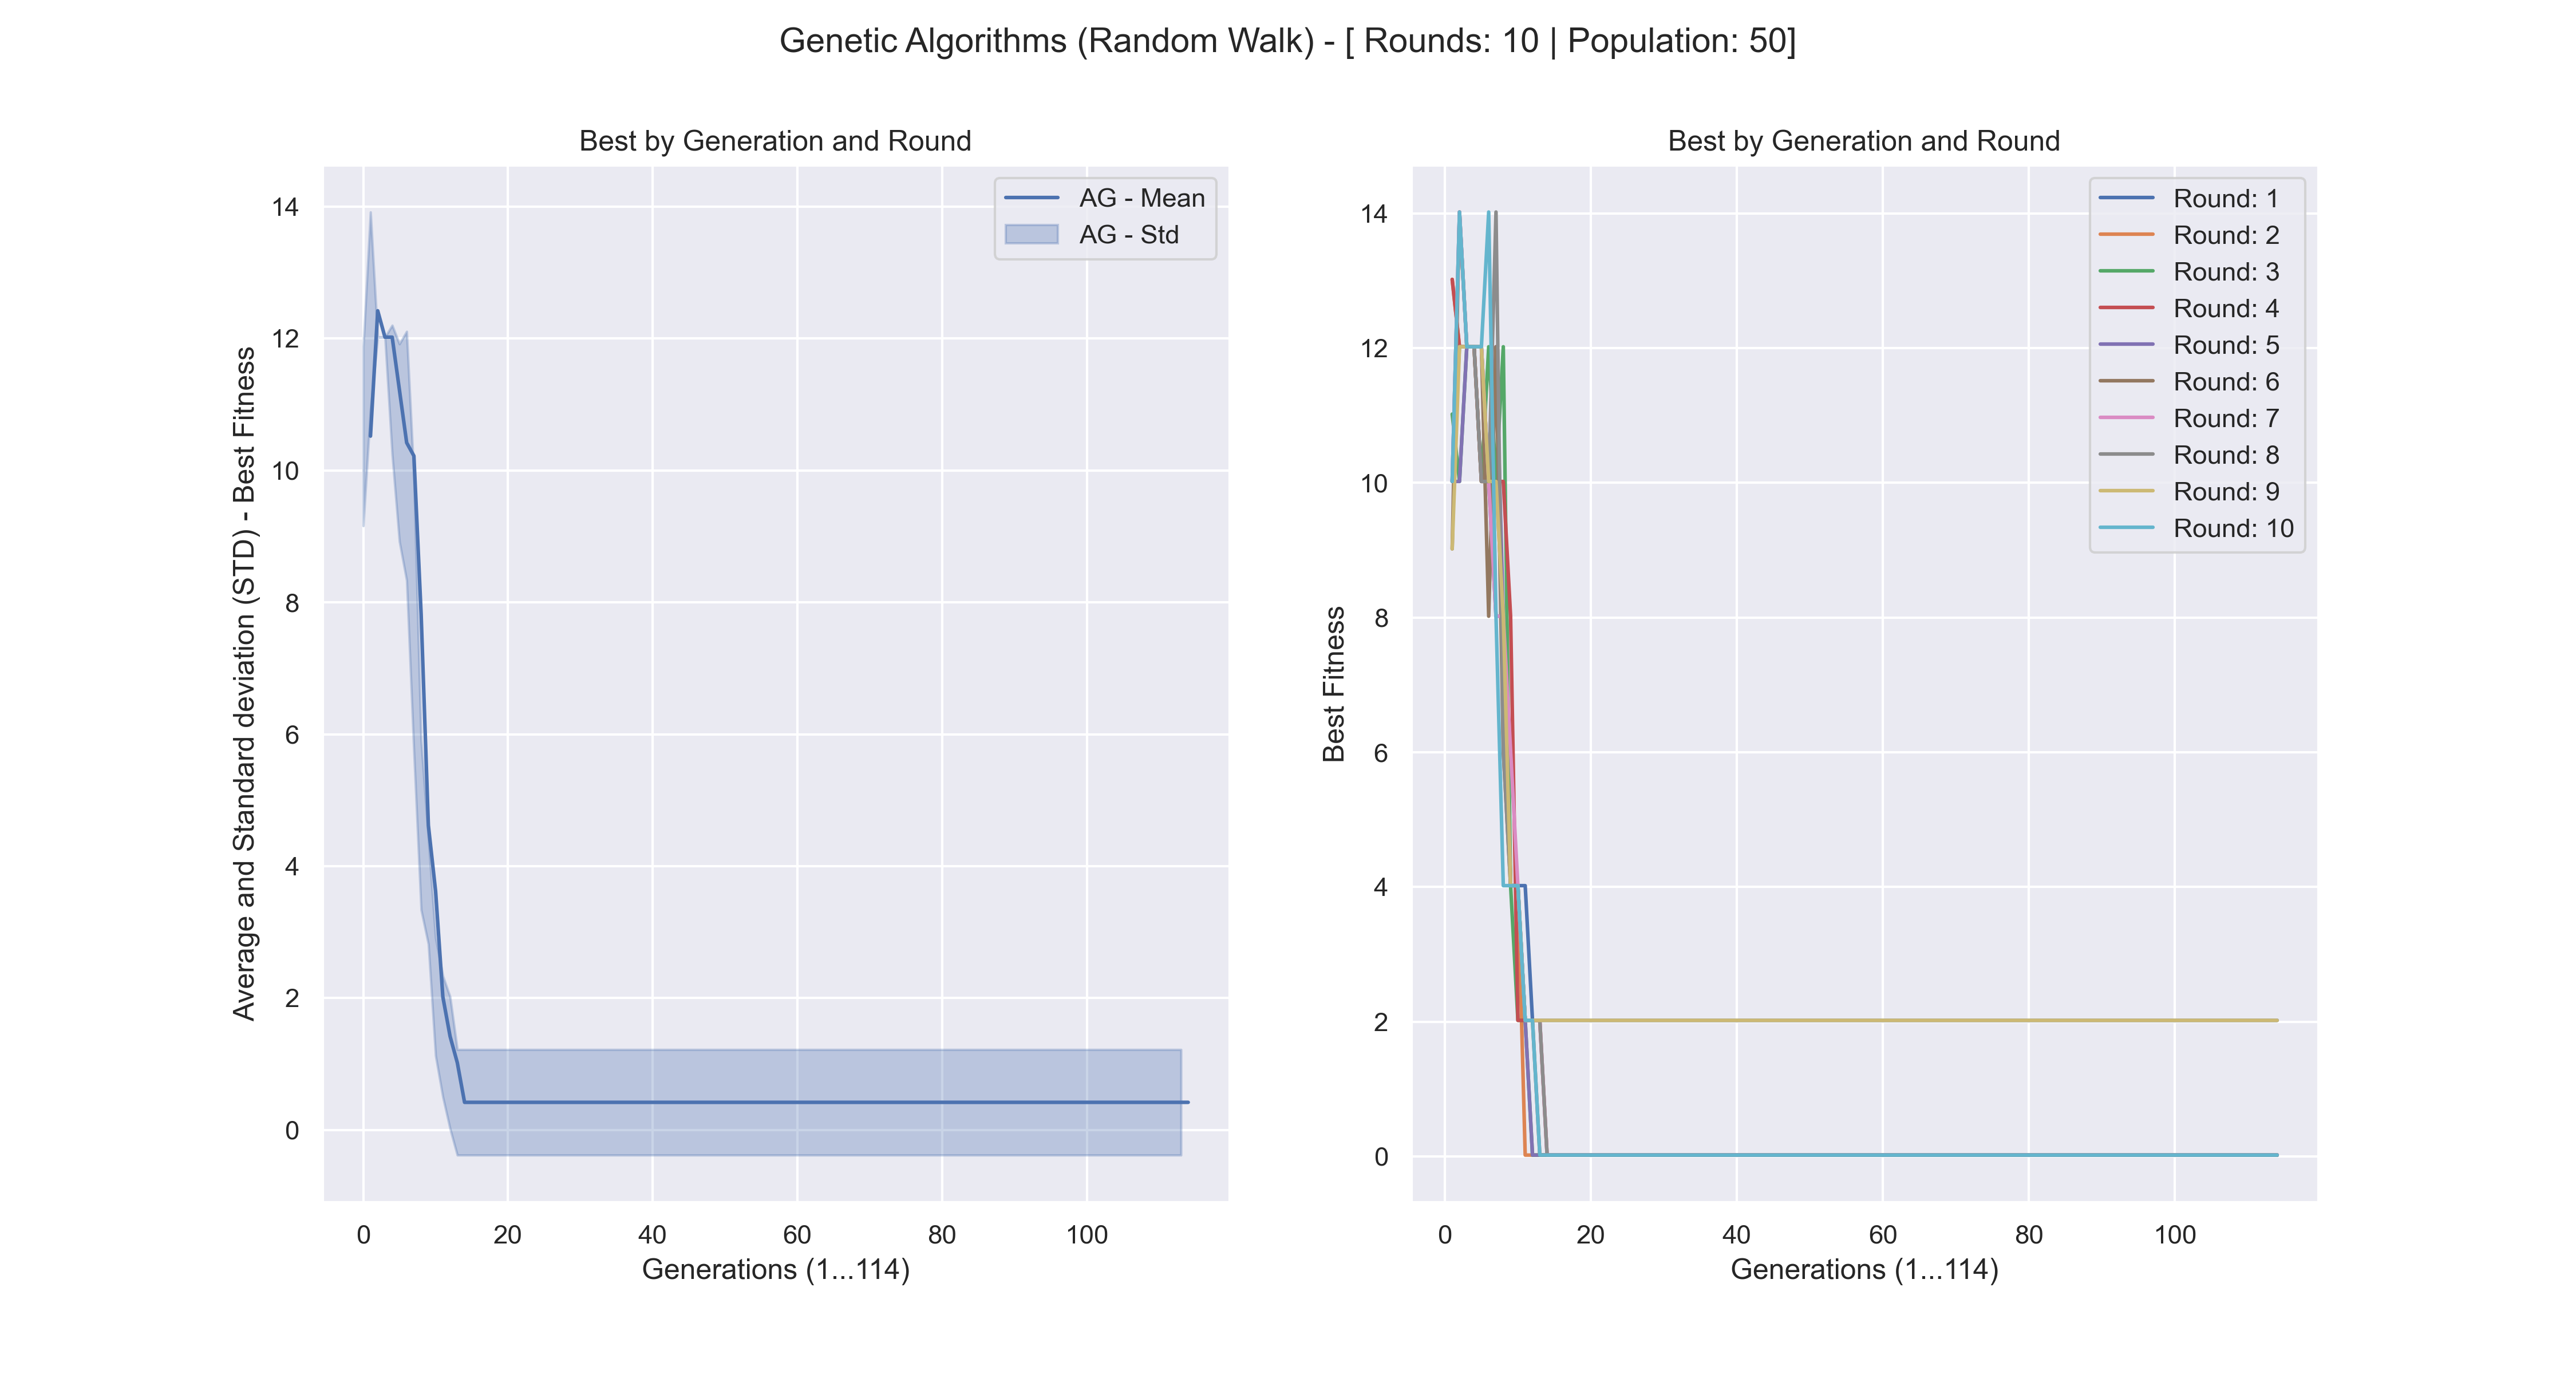 Genetic Algorithms (Random Walk) - [ Rounds: 10 | Population: 50]
Best by Generation and Round
AG - Mean
AG - Std
14
12
10
8
6
4
2
0
Average and Standard deviation (STD) - Best Fitness
0 20 40 60 80 100
Generations (1...114)
Best by Generation and Round
Round: 1
Round: 2
Round: 3
Round: 4
Round: 5
Round: 6
Round: 7
Round: 8
Round: 9
Round: 10
14
12
10
8
6
4
2
0
Best Fitness
0 20 40 60 80 100
Generations (1...114)